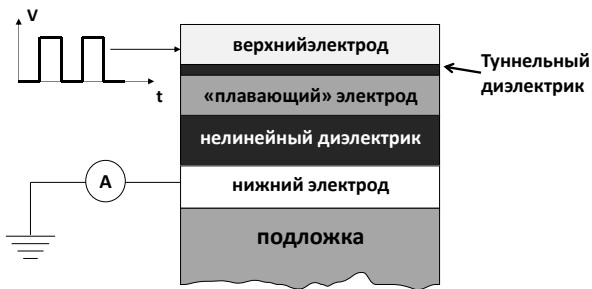 V
t
верхнийэлектрод
Туннельный
диэлектрик
«плавающий» электрод
нелинейный диэлектрик
A
нижний электрод
подложка